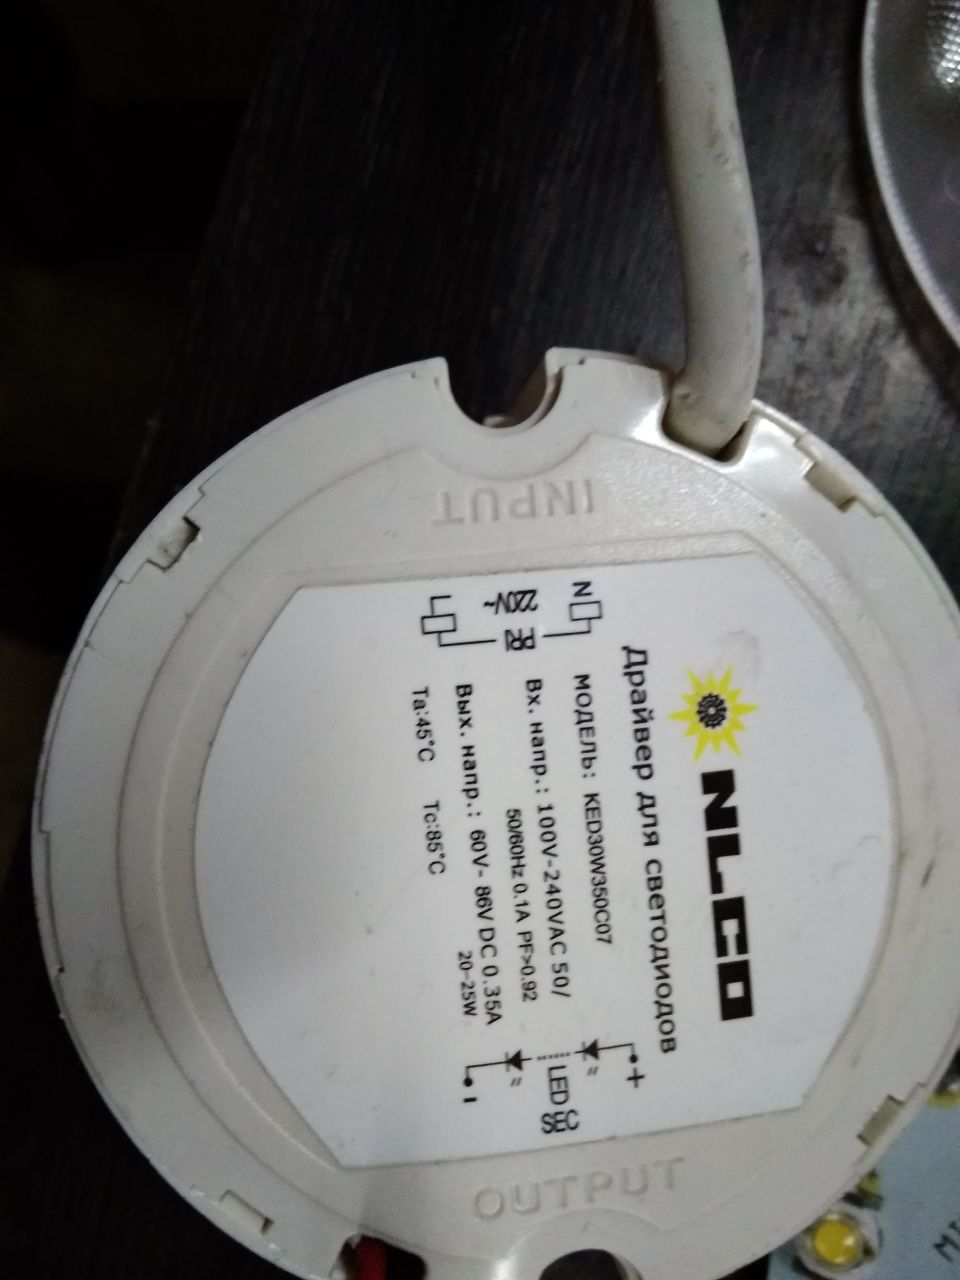 INPUT
NLCO
Драйвер для светодиодов
МОДЕЛЬ: KED30W350C07
Вх. напр.: 100V-240VAC 50/
50/60Hz 0.1A PF>0.92
Вых. напр.: 60V- 86V DC 0.35A
20-25W
Ta:45°C Tc:85°C
N
PRI
L
+
LED SEC
-
OUTPUT